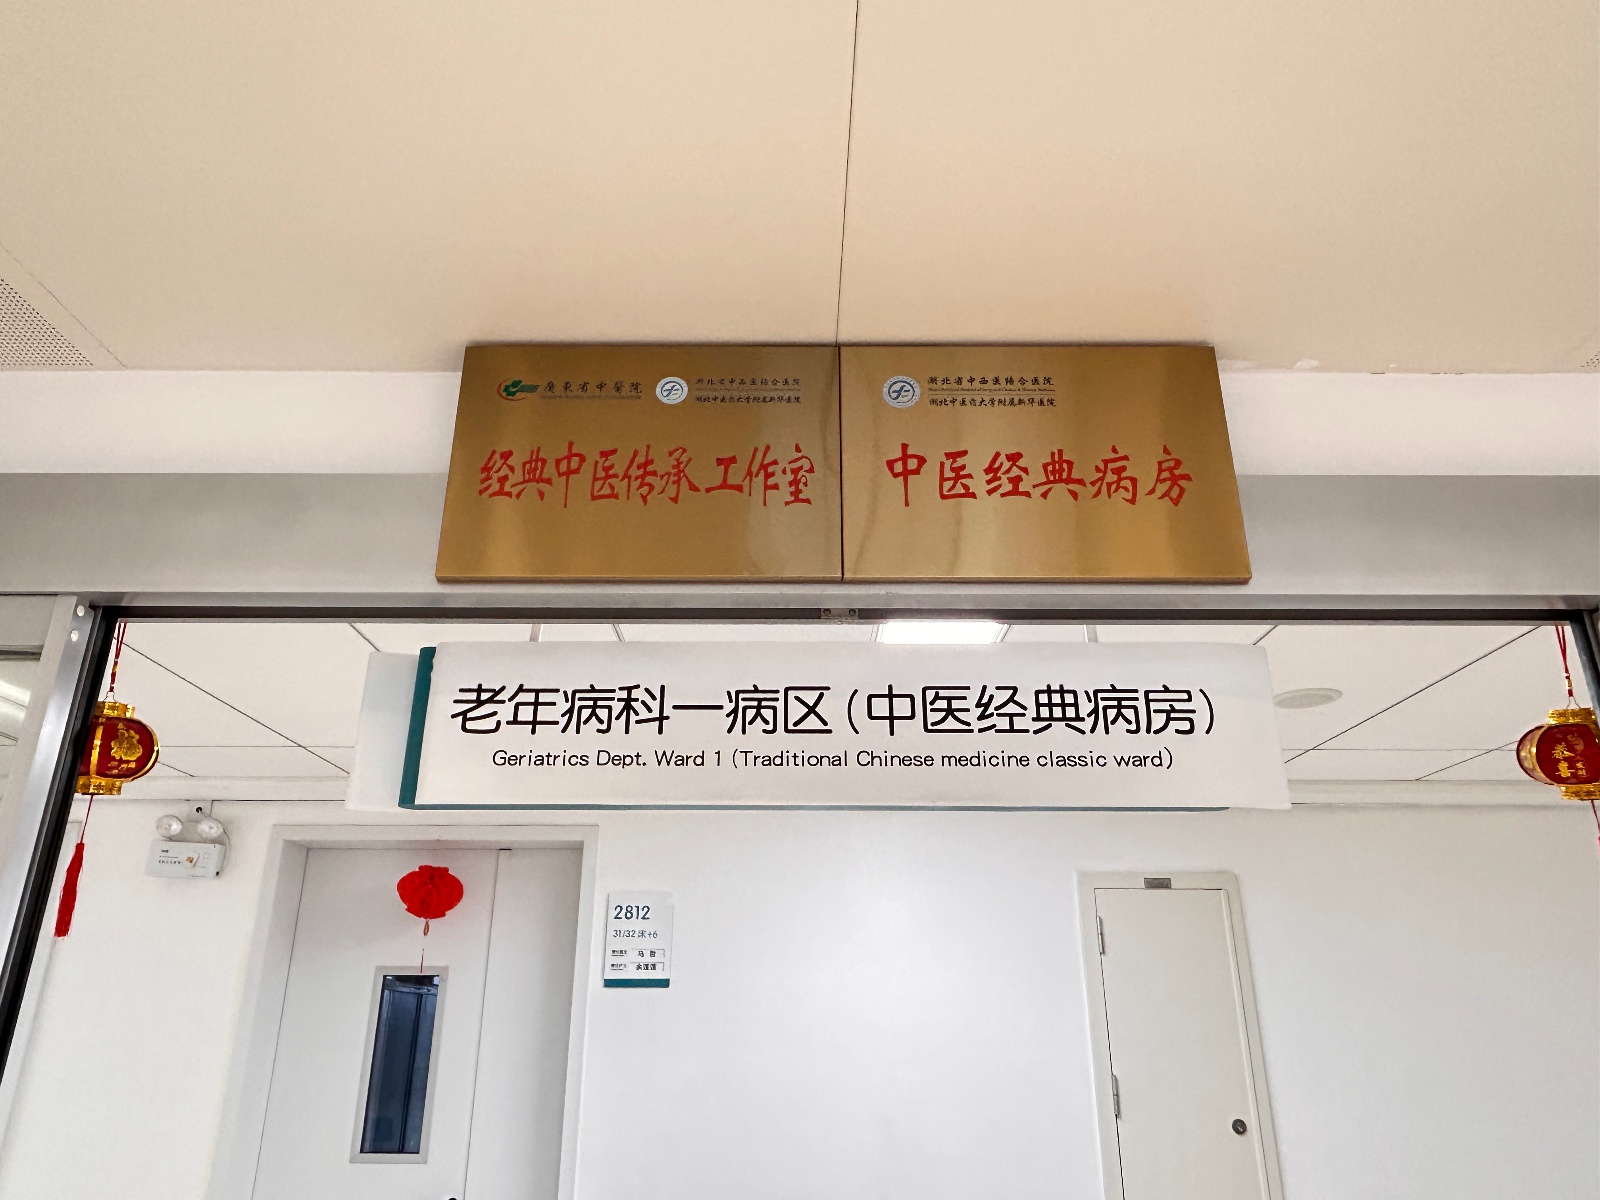 廣東省中醫院
湖北省中西医结合医院
湖北中医药大学附属新华医院
经典中医传承工作室
湖北省中西医结合医院
湖北中医药大学附属新华医院
中医经典病房
老年病科一病区(中医经典病房)
Geriatrics Dept. Ward 1 (Traditional Chinese medicine classic ward)
恭喜
2812
31/32床+6